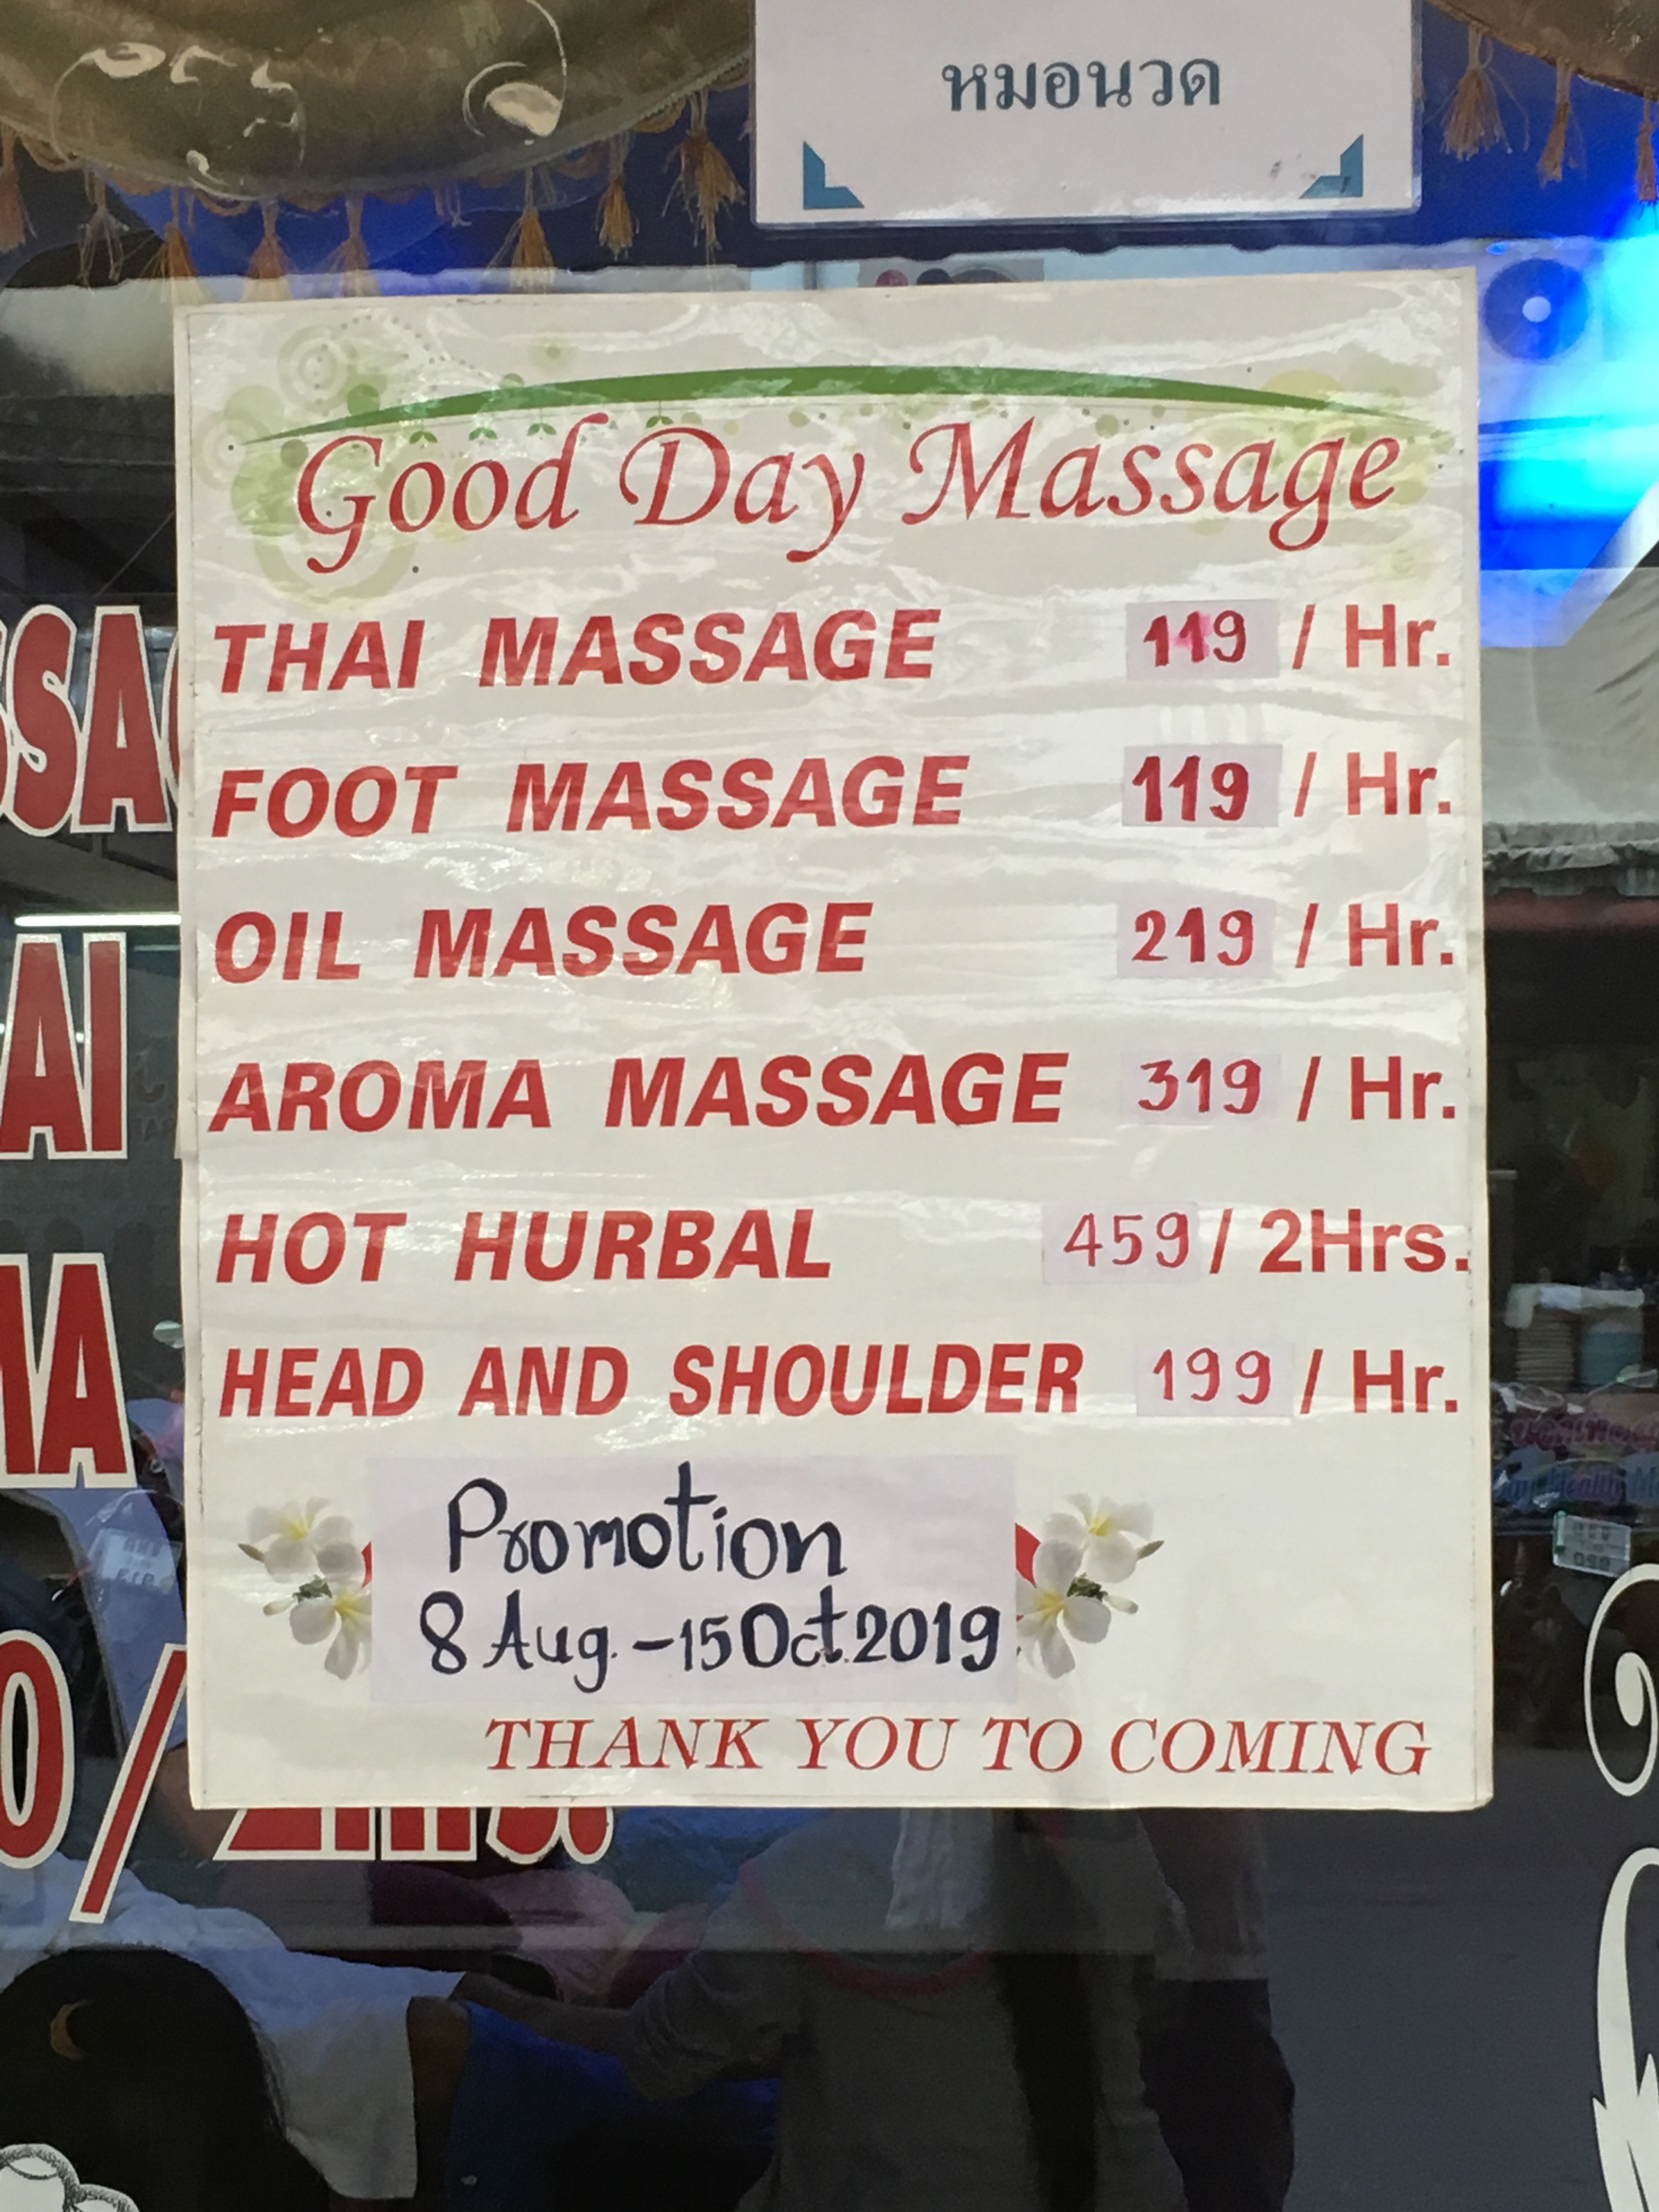 หมอนวด
Good Day Massage
THAI MASSAGE 119 / Hr.
FOOT MASSAGE 119 / Hr.
OIL MASSAGE 219 / Hr.
AROMA MASSAGE 319 / Hr.
HOT HURBAL 459 / 2Hrs.
HEAD AND SHOULDER 199 / Hr.
Promotion
8 Aug. - 15 Oct. 2019
THANK YOU TO COMING